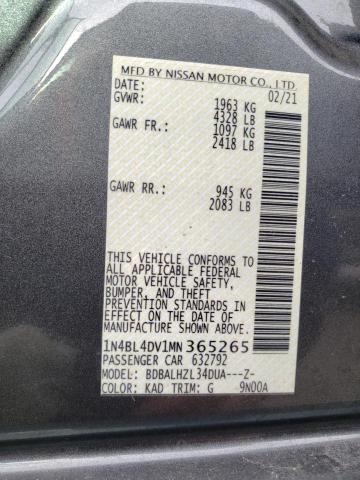 MFD BY NISSAN MOTOR CO., LTD.
DATE: 02/21
GVWR: 1963 KG
4328 LB
GAWR FR.: 1097 KG
2418 LB
GAWR RR.: 945 KG
2083 LB
THIS VEHICLE CONFORMS TO
ALL APPLICABLE FEDERAL
MOTOR VEHICLE SAFETY,
BUMPER, AND THEFT
PREVENTION STANDARDS IN
EFFECT ON THE DATE OF
MANUFACTURE SHOWN ABOVE.
1N4BL4DV1MN365265
PASSENGER CAR 632792
MODEL: BDBALHZL34DUA---Z-
COLOR: KAD TRIM: G 9N00A